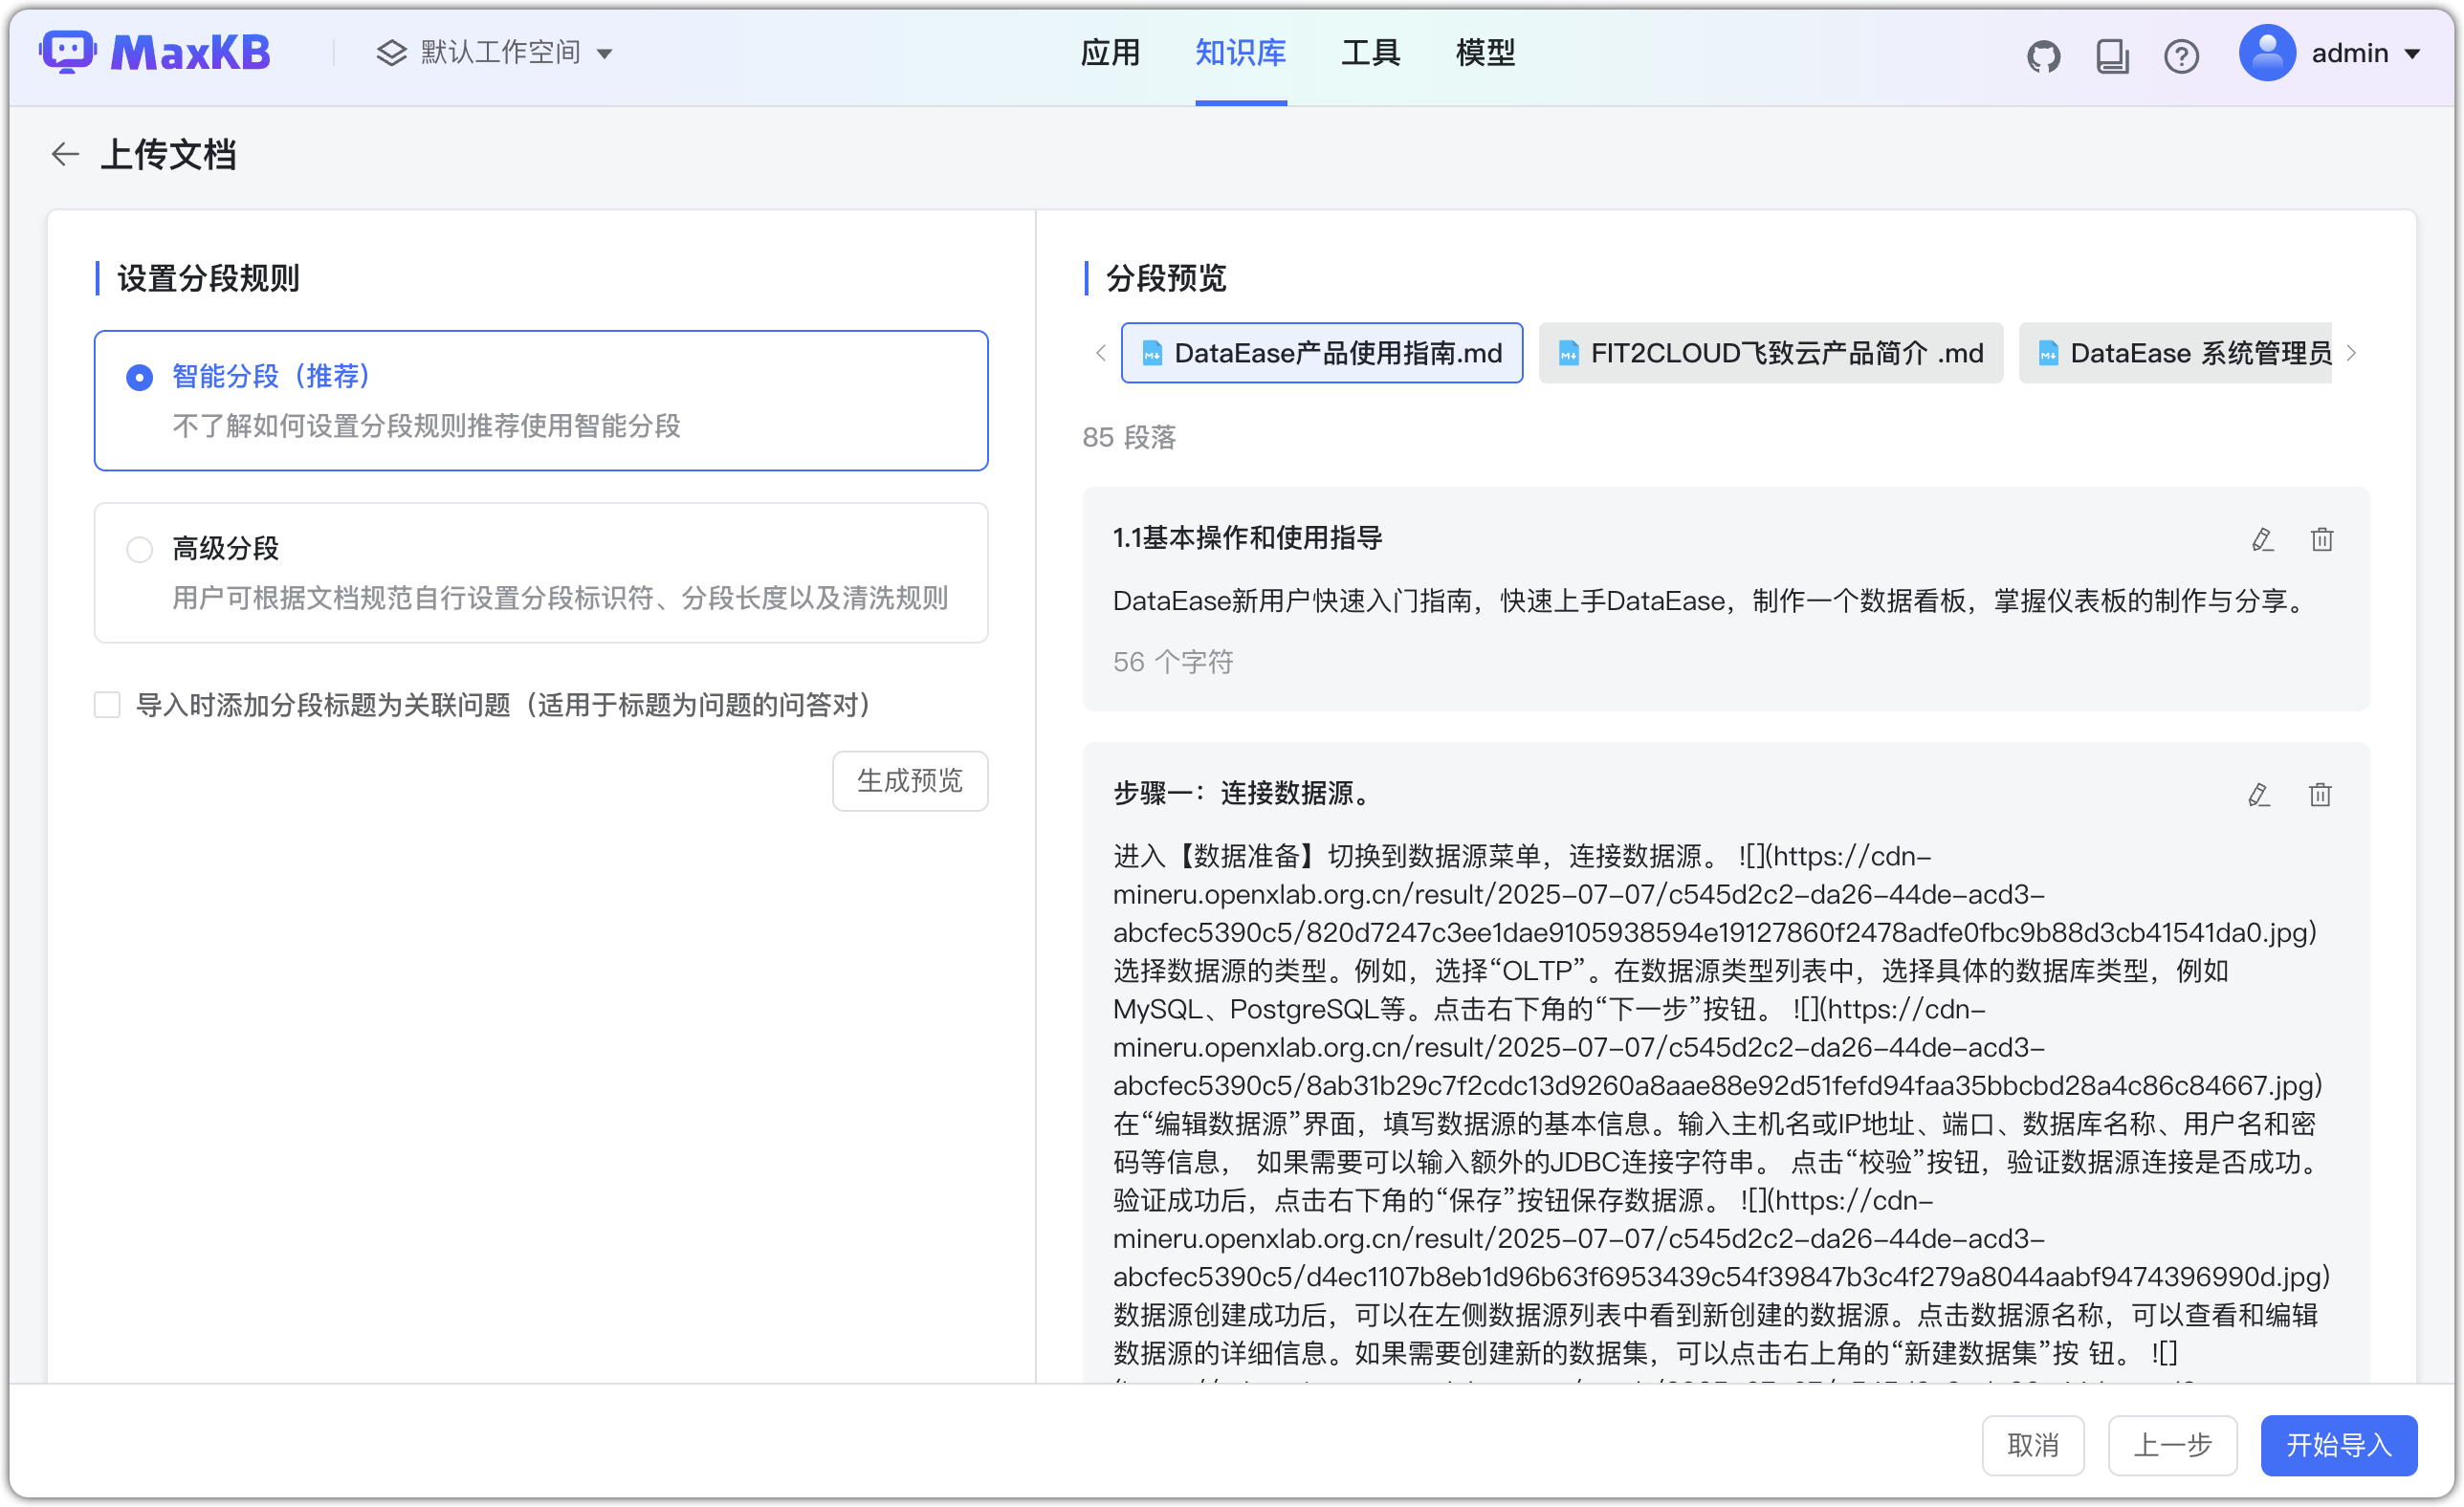 MaxKB
默认工作空间
应用
知识库
工具
模型
admin
上传文档
设置分段规则
智能分段（推荐）
不了解如何设置分段规则推荐使用智能分段
高级分段
用户可根据文档规范自行设置分段标识符、分段长度以及清洗规则
导入时添加分段标题为关联问题（适用于标题为问题的问答对）
生成预览
分段预览
DataEase产品使用指南.md
FIT2CLOUD飞致云产品简介 .md
DataEase 系统管理员
85 段落
1.1基本操作和使用指导
DataEase新用户快速入门指南，快速上手DataEase，制作一个数据看板，掌握仪表板的制作与分享。
56 个字符
步骤一：连接数据源。
进入【数据准备】切换到数据源菜单，连接数据源。 ![](https://cdn-
mineru.openxlab.org.cn/result/2025-07-07/c545d2c2-da26-44de-acd3-
abcfec5390c5/820d7247c3ee1dae9105938594e19127860f2478adfe0fbc9b88d3cb41541da0.jpg)
选择数据源的类型。例如，选择“OLTP”。在数据源类型列表中，选择具体的数据库类型，例如
MySQL、PostgreSQL等。点击右下角的“下一步”按钮。 ![](https://cdn-
mineru.openxlab.org.cn/result/2025-07-07/c545d2c2-da26-44de-acd3-
abcfec5390c5/8ab31b29c7f2cdc13d9260a8aae88e92d51fefd94faa35bbcbd28a4c86c84667.jpg)
在“编辑数据源”界面，填写数据源的基本信息。输入主机名或IP地址、端口、数据库名称、用户名和密
码等信息， 如果需要可以输入额外的JDBC连接字符串。 点击“校验”按钮，验证数据源连接是否成功。
验证成功后，点击右下角的“保存”按钮保存数据源。 ![](https://cdn-
mineru.openxlab.org.cn/result/2025-07-07/c545d2c2-da26-44de-acd3-
abcfec5390c5/d4ec1107b8eb1d96b63f6953439c54f39847b3c4f279a8044aabf9474396990d.jpg)
数据源创建成功后，可以在左侧数据源列表中看到新创建的数据源。点击数据源名称，可以查看和编辑
数据源的详细信息。如果需要创建新的数据集，可以点击右上角的“新建数据集”按 钮。 ![]
取消
上一步
开始导入